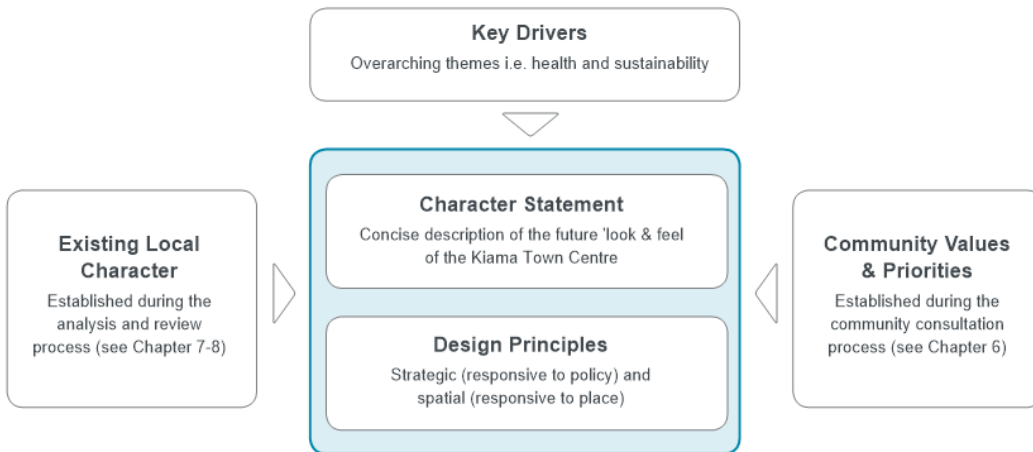 Key Drivers
Overarching themes i.e. health and sustainability
Existing Local
Character
Established during the
analysis and review
process (see Chapter 7-8)
Character Statement
Concise description of the future 'look & feel
of the Kiama Town Centre
Design Principles
Strategic (responsive to policy) and
spatial (responsive to place)
Community Values
& Priorities
Established during the
community consultation
process (see Chapter 6)